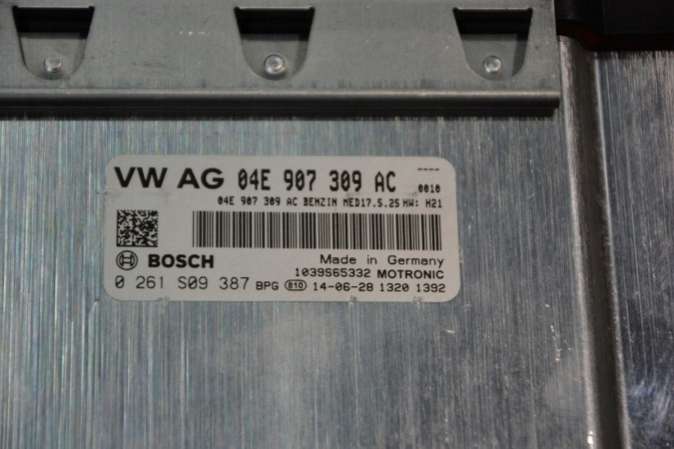 VW AG 04E 907 309 AC ---- 0010
04E 907 309 AC BENZIN MED17.5.25 HW: H21
BOSCH
Made in Germany
1039S65332 MOTRONIC
0 261 S09 387 BPG 810 14-06-28 1320 1392